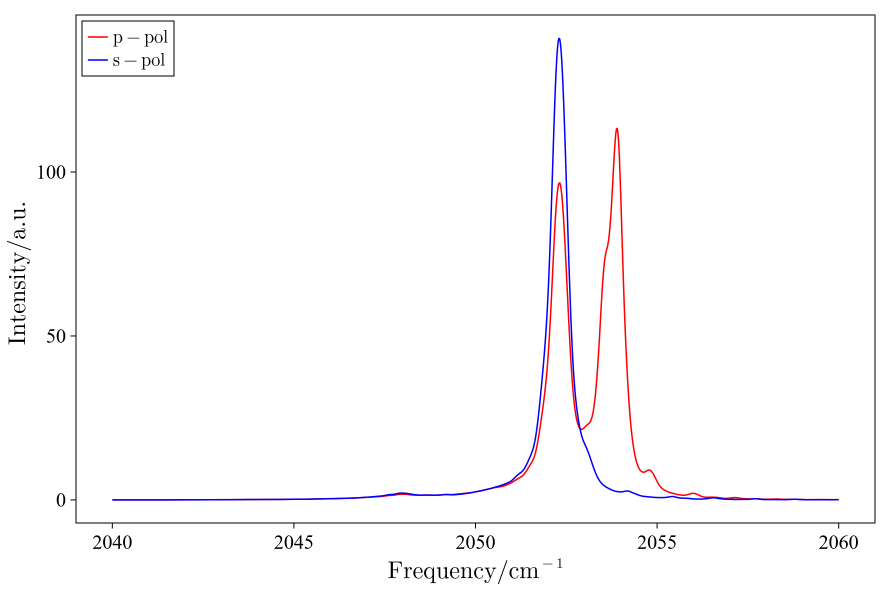 p – pol
s – pol
100
50
0
Intensity/a.u.
2040 2045 2050 2055 2060
Frequency/cm⁻¹